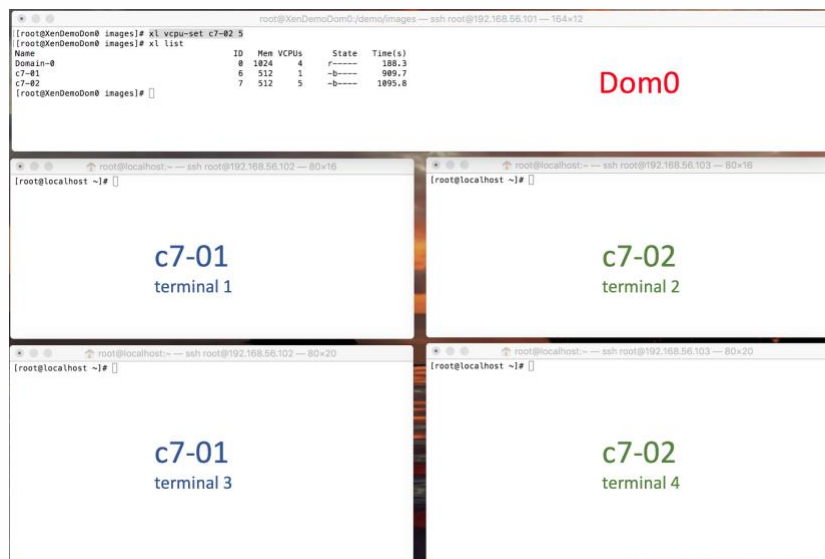 root@XenDemoDom0:/demo/images — ssh root@192.168.56.101 — 164×12
[root@XenDemoDom0 images]# xl vcpu-set c7-02 5
[root@XenDemoDom0 images]# xl list
Name ID Mem VCPUs State Time(s)
Domain-0 0 1024 4 r----- 188.3
c7-01 6 512 1 -b---- 909.7
c7-02 7 512 5 -b---- 1095.8
[root@XenDemoDom0 images]#
Dom0
root@localhost:~ — ssh root@192.168.56.102 — 80×16
[root@localhost ~]#
c7-01
terminal 1
root@localhost:~ — ssh root@192.168.56.103 — 80×16
[root@localhost ~]#
c7-02
terminal 2
root@localhost:~ — ssh root@192.168.56.102 — 80×20
[root@localhost ~]#
c7-01
terminal 3
root@localhost:~ — ssh root@192.168.56.103 — 80×20
[root@localhost ~]#
c7-02
terminal 4